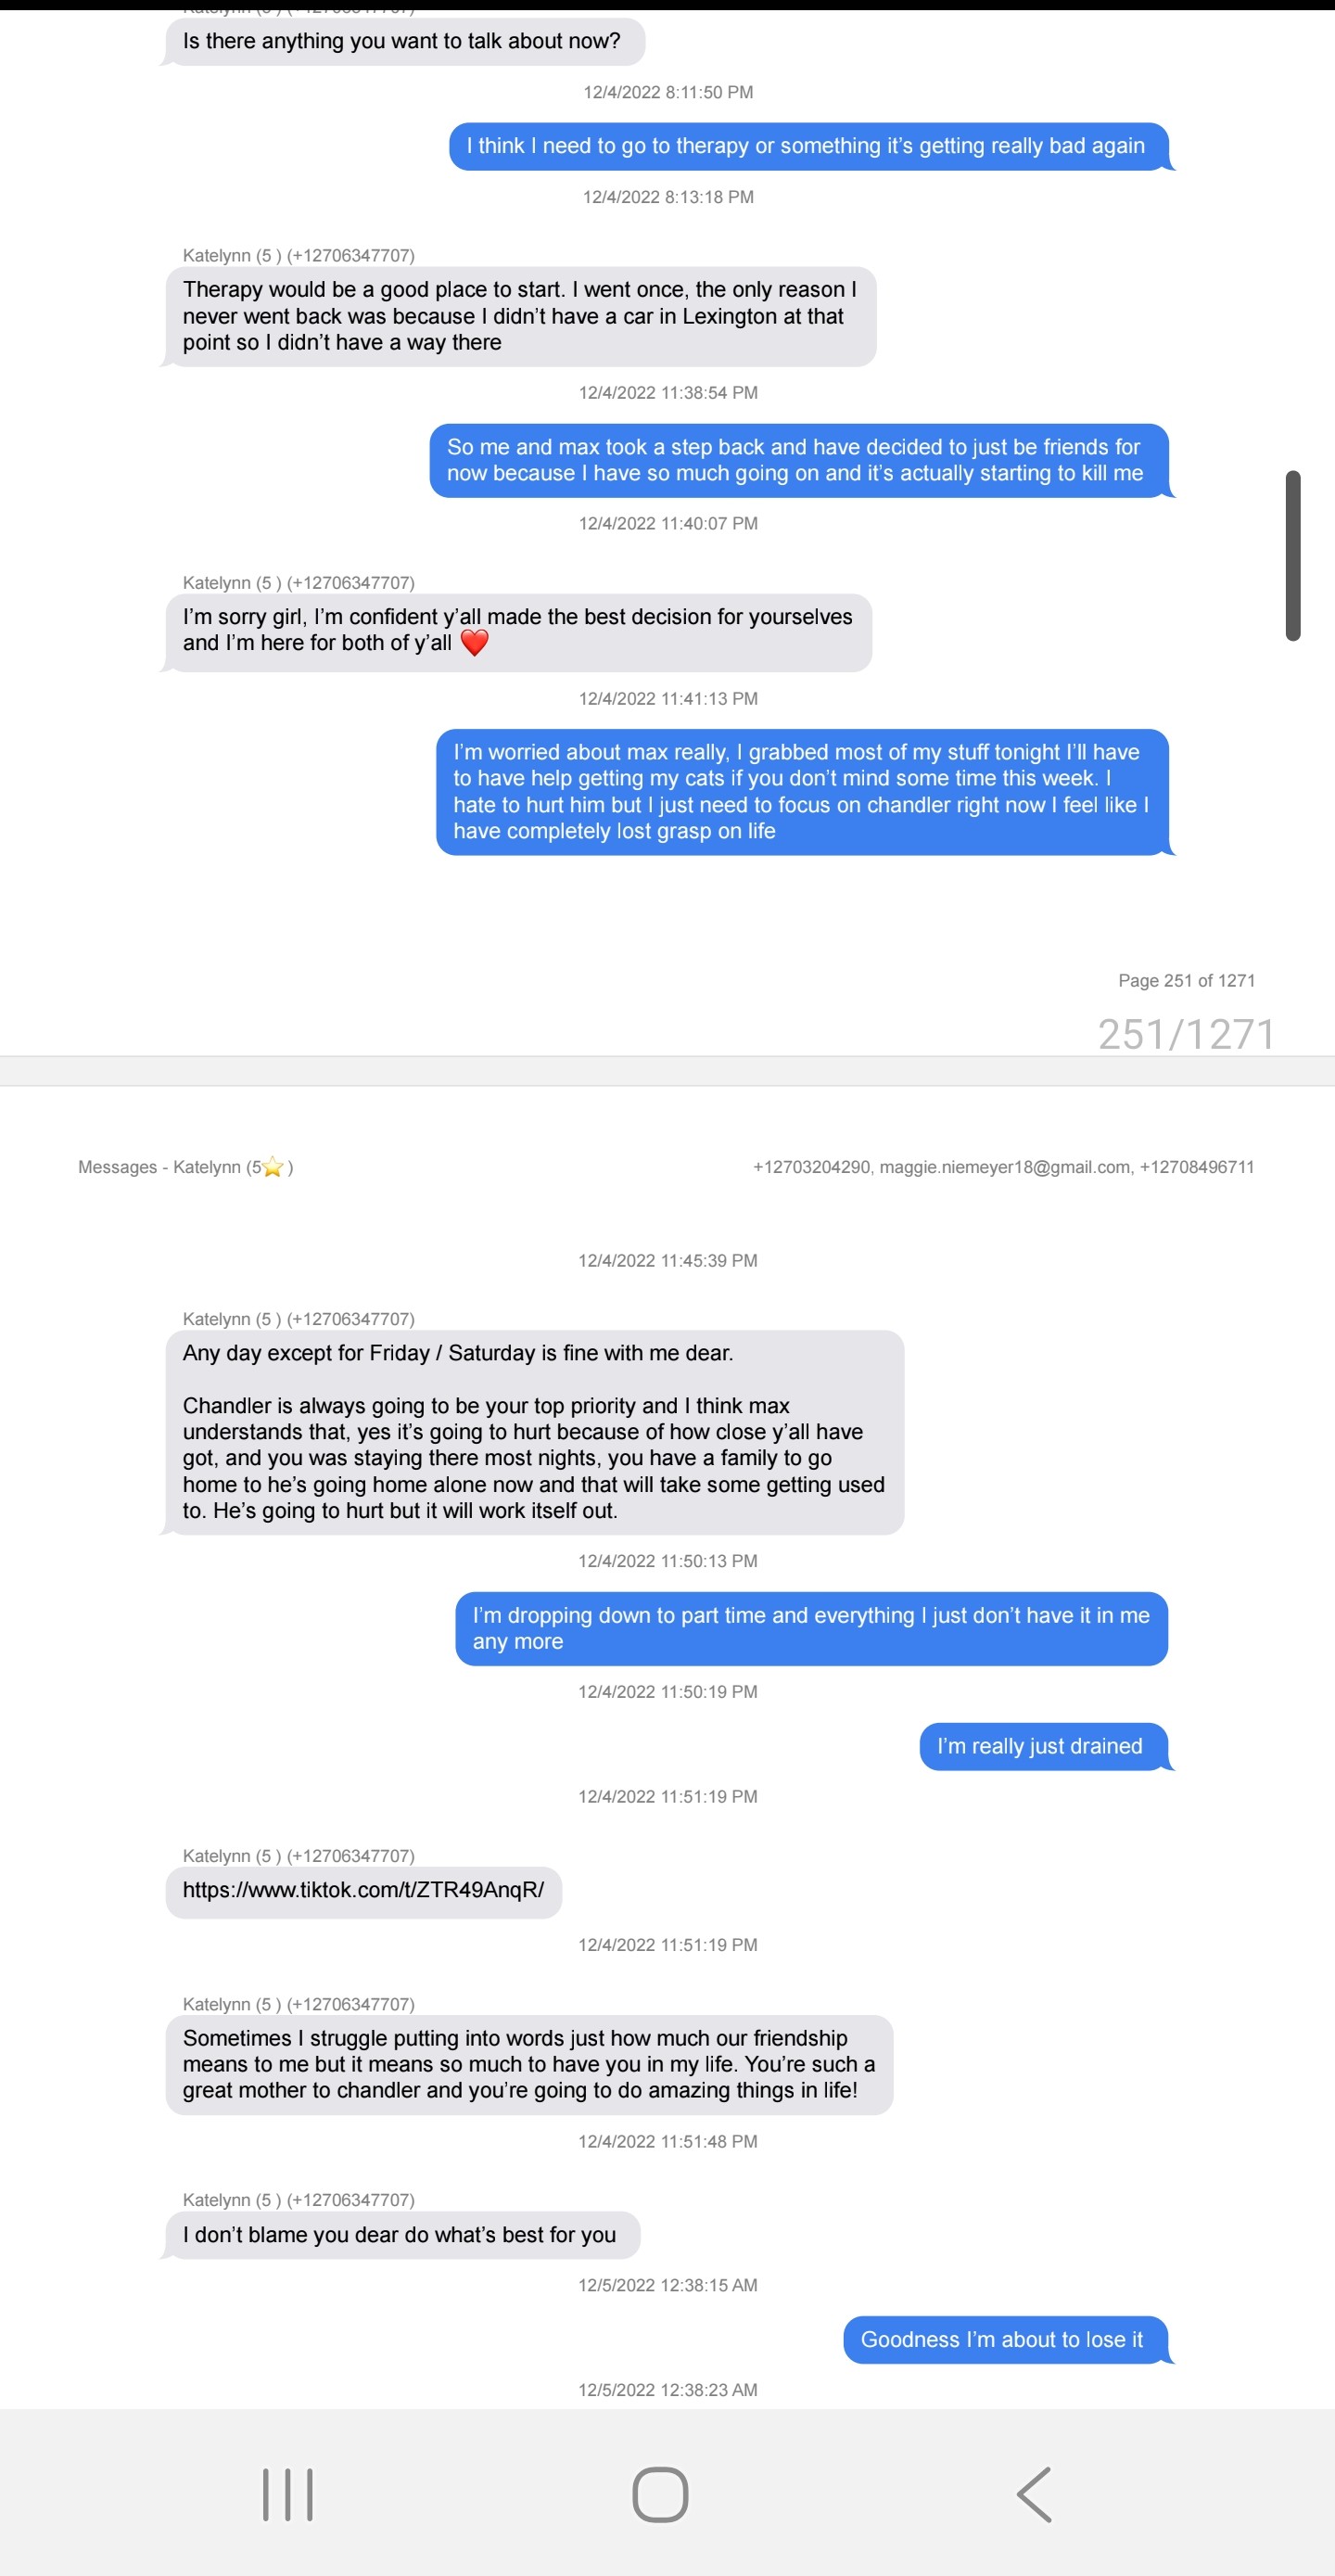 Katelynn (5 ) (+12706347707)
Is there anything you want to talk about now?
12/4/2022 8:11:50 PM
I think I need to go to therapy or something it’s getting really bad again
12/4/2022 8:13:18 PM
Katelynn (5 ) (+12706347707)
Therapy would be a good place to start. I went once, the only reason I
never went back was because I didn’t have a car in Lexington at that
point so I didn’t have a way there
12/4/2022 11:38:54 PM
So me and max took a step back and have decided to just be friends for
now because I have so much going on and it’s actually starting to kill me
12/4/2022 11:40:07 PM
Katelynn (5 ) (+12706347707)
I’m sorry girl, I’m confident y’all made the best decision for yourselves
and I’m here for both of y’all ❤️
12/4/2022 11:41:13 PM
I’m worried about max really, I grabbed most of my stuff tonight I’ll have
to have help getting my cats if you don’t mind some time this week. I
hate to hurt him but I just need to focus on chandler right now I feel like I
have completely lost grasp on life
Page 251 of 1271
251/1271
Messages - Katelynn (5⭐ )
+12703204290, maggie.niemeyer18@gmail.com, +12708496711
12/4/2022 11:45:39 PM
Katelynn (5 ) (+12706347707)
Any day except for Friday / Saturday is fine with me dear.
Chandler is always going to be your top priority and I think max
understands that, yes it’s going to hurt because of how close y’all have
got, and you was staying there most nights, you have a family to go
home to he’s going home alone now and that will take some getting used
to. He’s going to hurt but it will work itself out.
12/4/2022 11:50:13 PM
I’m dropping down to part time and everything I just don’t have it in me
any more
12/4/2022 11:50:19 PM
I’m really just drained
12/4/2022 11:51:19 PM
Katelynn (5 ) (+12706347707)
https://www.tiktok.com/t/ZTR49AnqR/
12/4/2022 11:51:19 PM
Katelynn (5 ) (+12706347707)
Sometimes I struggle putting into words just how much our friendship
means to me but it means so much to have you in my life. You’re such a
great mother to chandler and you’re going to do amazing things in life!
12/4/2022 11:51:48 PM
Katelynn (5 ) (+12706347707)
I don’t blame you dear do what’s best for you
12/5/2022 12:38:15 AM
Goodness I’m about to lose it
12/5/2022 12:38:23 AM